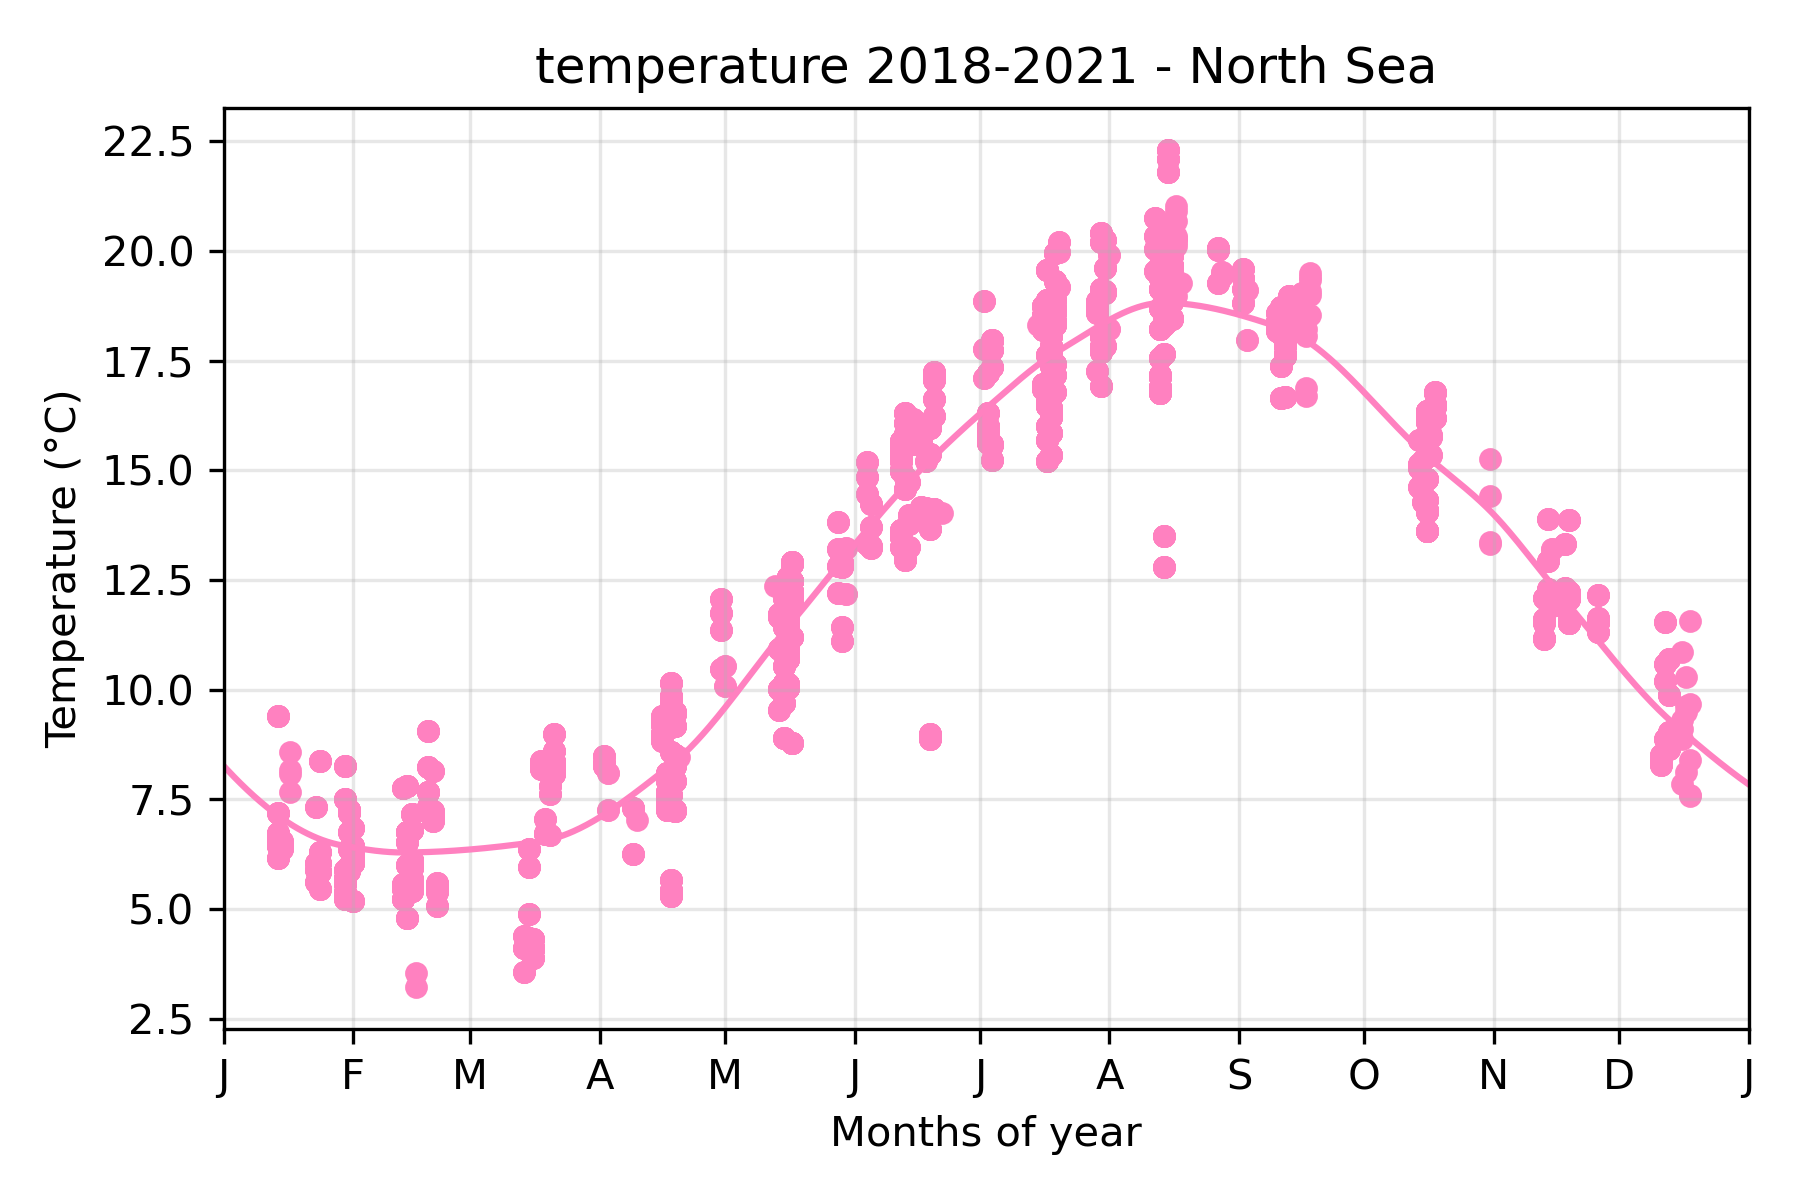 temperature 2018-2021 - North Sea
22.5
20.0
17.5
15.0
12.5
10.0
7.5
5.0
2.5
Temperature (°C)
J F M A M J J A S O N D J
Months of year